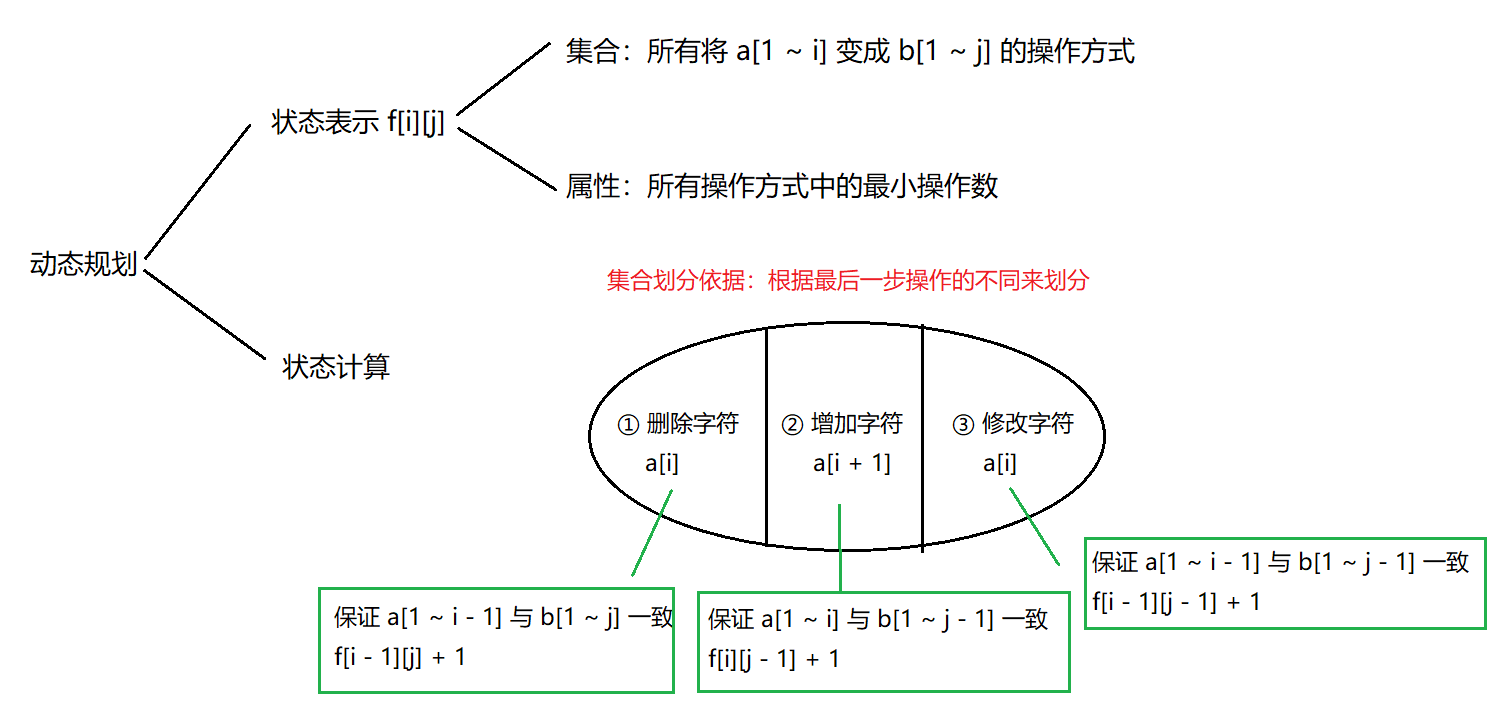 集合：所有将 a[1 ~ i] 变成 b[1 ~ j] 的操作方式
状态表示 f[i][j]
属性：所有操作方式中的最小操作数
动态规划
集合划分依据：根据最后一步操作的不同来划分
状态计算
① 删除字符
a[i]
② 增加字符
a[i + 1]
③ 修改字符
a[i]
保证 a[1 ~ i - 1] 与 b[1 ~ j] 一致
f[i - 1][j] + 1
保证 a[1 ~ i] 与 b[1 ~ j - 1] 一致
f[i][j - 1] + 1
保证 a[1 ~ i - 1] 与 b[1 ~ j - 1] 一致
f[i - 1][j - 1] + 1